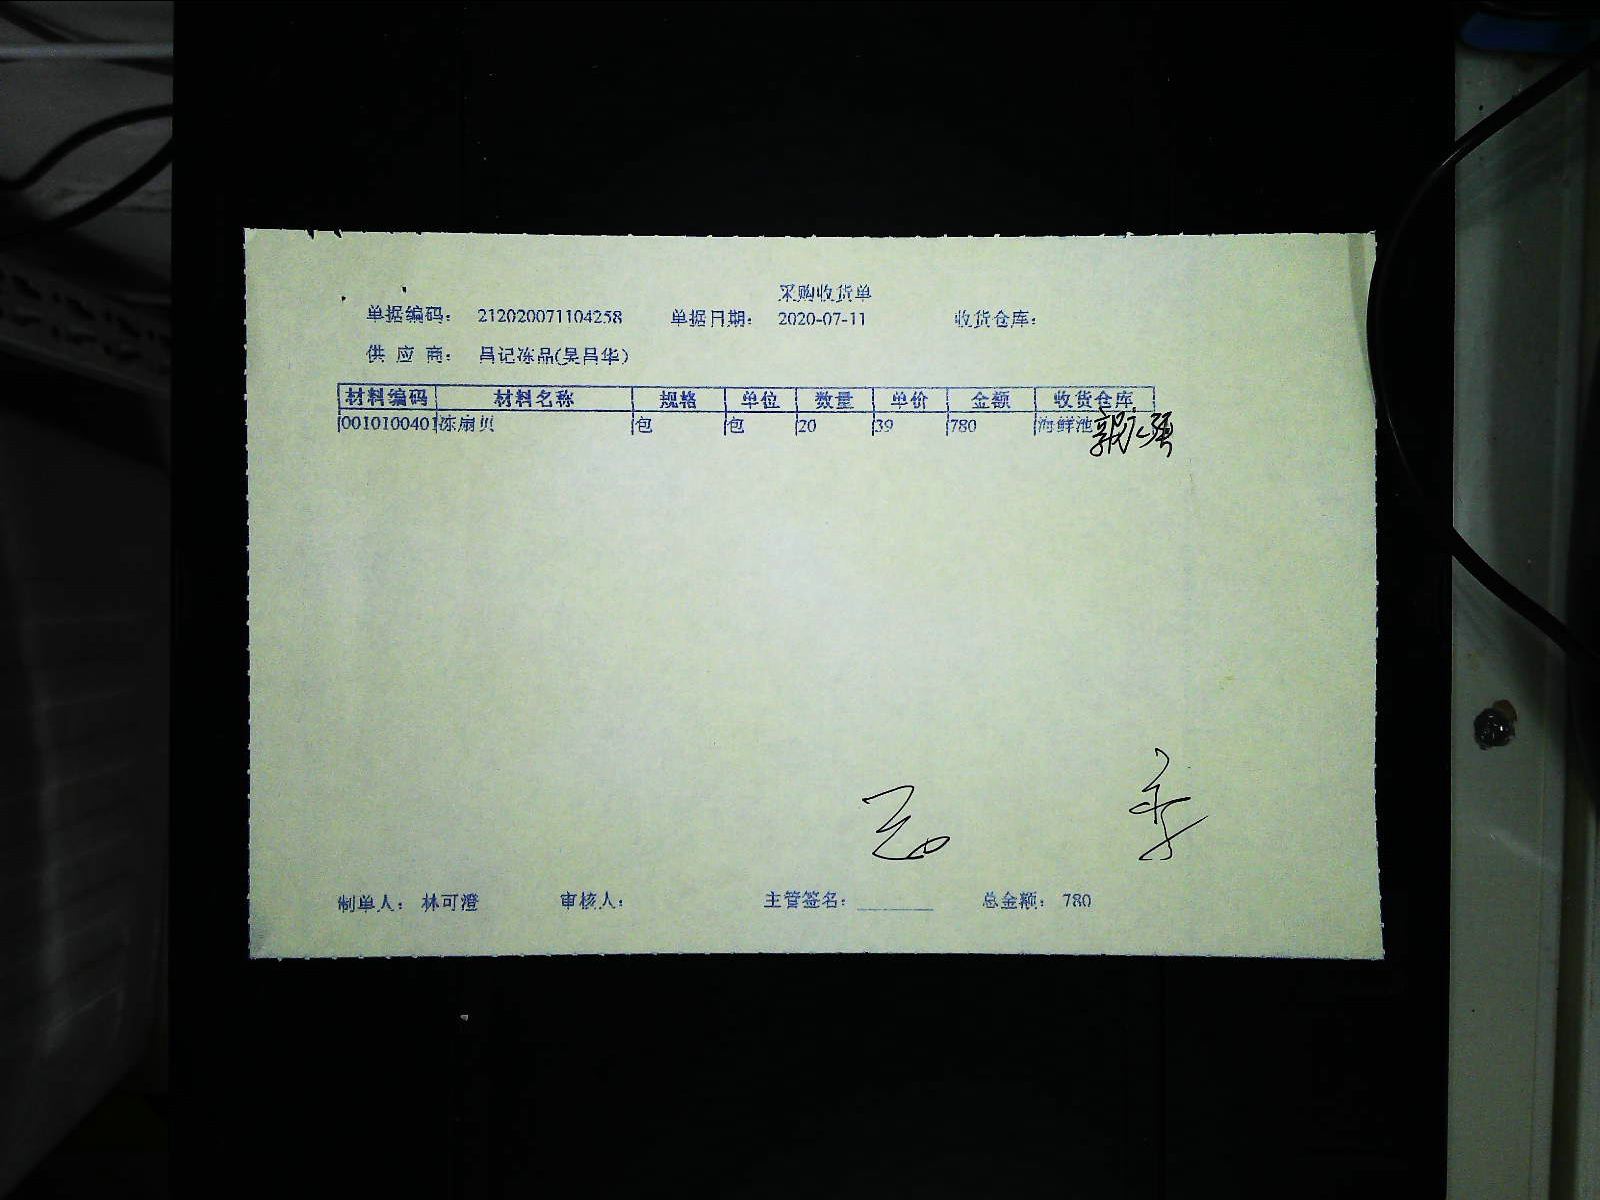 采购收货单
单据编码： 212020071104258 单据日期： 2020-07-11 收货仓库：
供 应 商： 吕记冻品(吴昌华)
材料编码 材料名称 规格 单位 数量 单价 金额 收货仓库
0010100401 冻扇贝 包 包 20 39 780 海鲜池
制单人： 林可澄 审核人： 主管签名： 总金额： 780